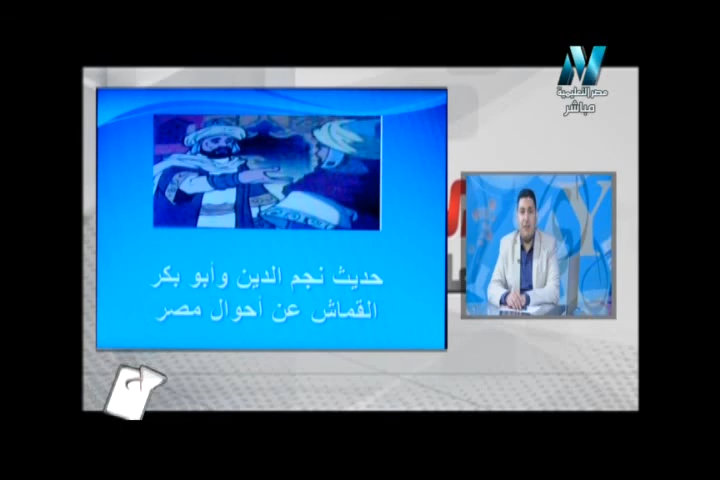 مصر التعليمية
مباشر
حديث نجم الدين وأبو بكر
القماش عن أحوال مصر